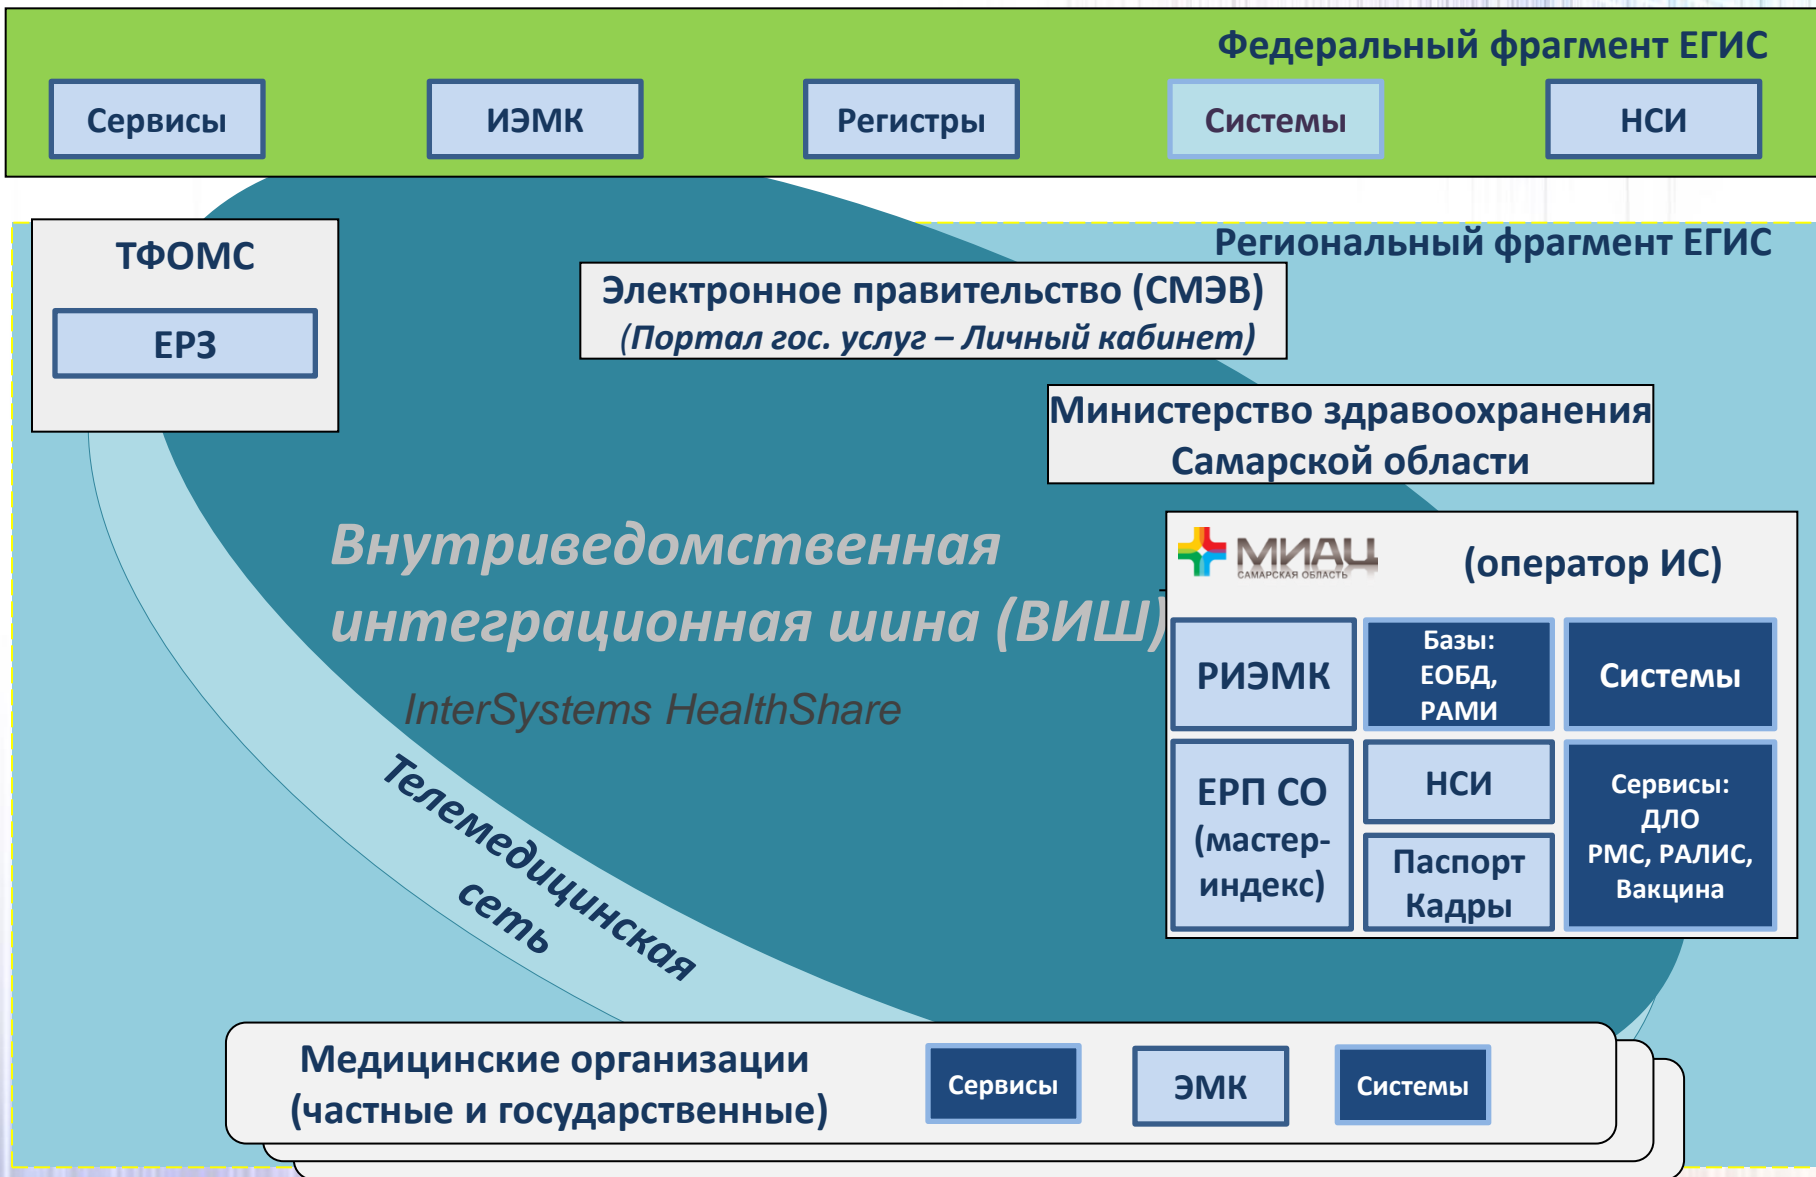 Федеральный фрагмент ЕГИС
Сервисы
ИЭМК
Регистры
Системы
НСИ
Региональный фрагмент ЕГИС
ТФОМС
ЕРЗ
Электронное правительство (СМЭВ)
(Портал гос. услуг – Личный кабинет)
Министерство здравоохранения
Самарской области
Внутриведомственная
интеграционная шина (ВИШ)
InterSystems HealthShare
Телемедицинская
сеть
МИАЦ
САМАРСКАЯ ОБЛАСТЬ
(оператор ИС)
РИЭМК
Базы:
ЕОБД,
РАМИ
Системы
ЕРП СО
(мастер-
индекс)
НСИ
Паспорт
Кадры
Сервисы:
ДЛО
РМС, РАЛИС,
Вакцина
Медицинские организации
(частные и государственные)
Сервисы
ЭМК
Системы